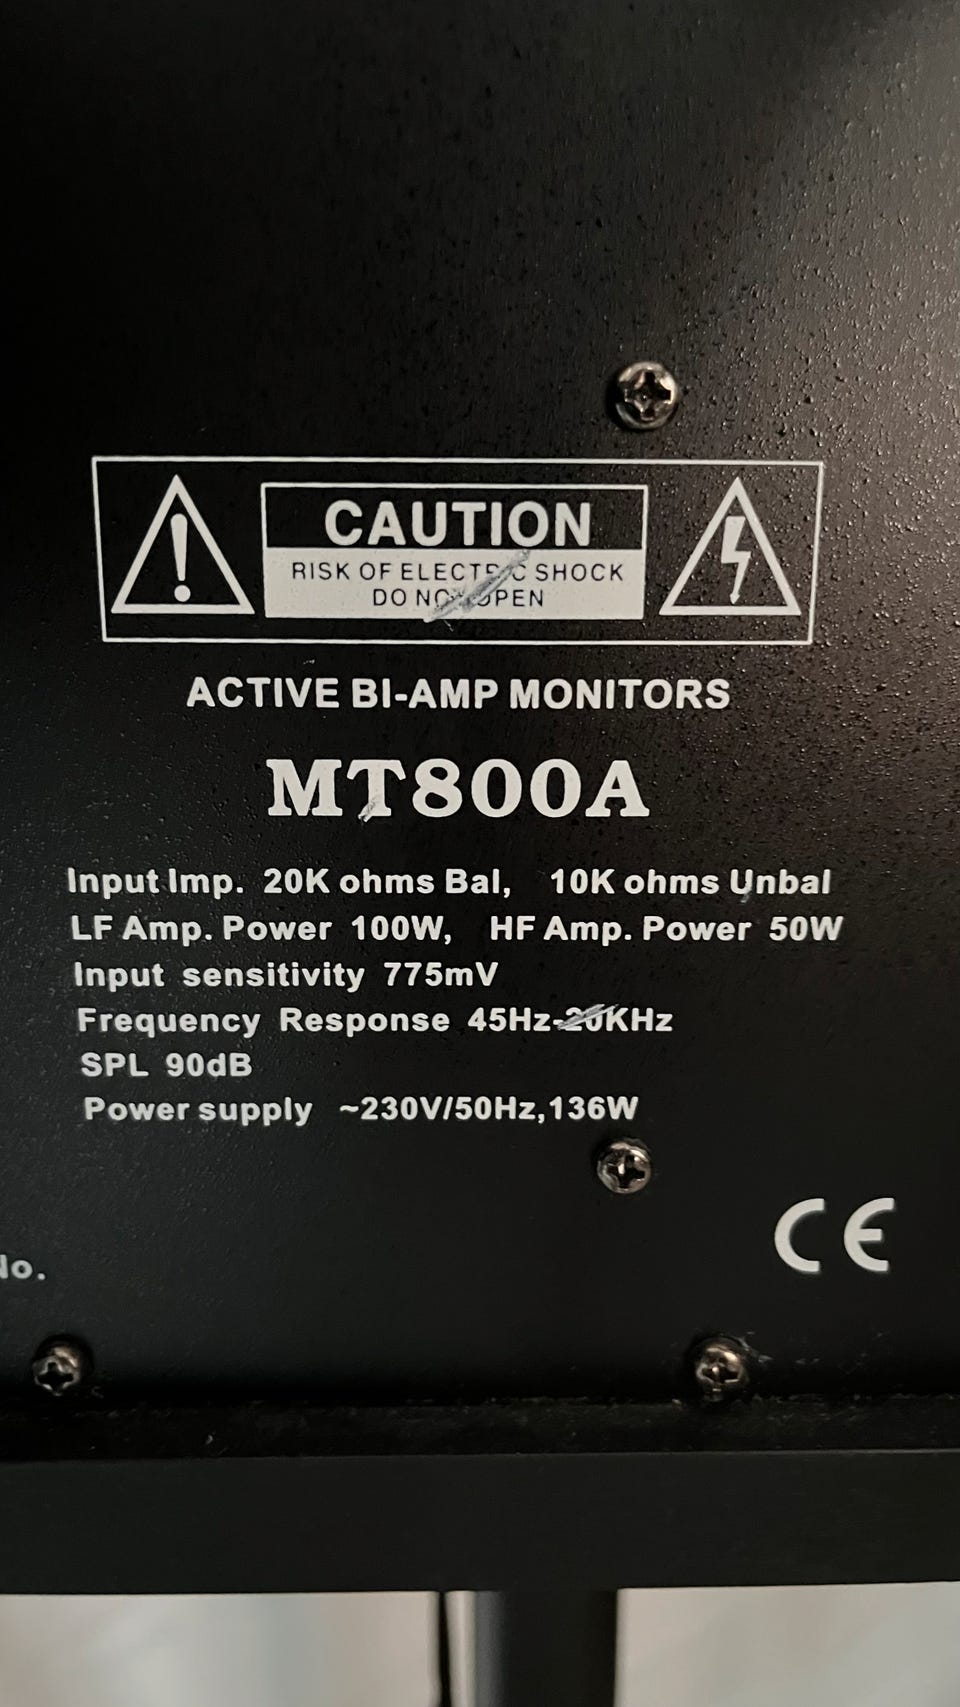 CAUTION
RISK OF ELECTRIC SHOCK
DO NOT OPEN
ACTIVE BI-AMP MONITORS
MT800A
Input Imp. 20K ohms Bal, 10K ohms Unbal
LF Amp. Power 100W, HF Amp. Power 50W
Input sensitivity 775mV
Frequency Response 45Hz-20KHz
SPL 90dB
Power supply ~230V/50Hz,136W
CE
No.